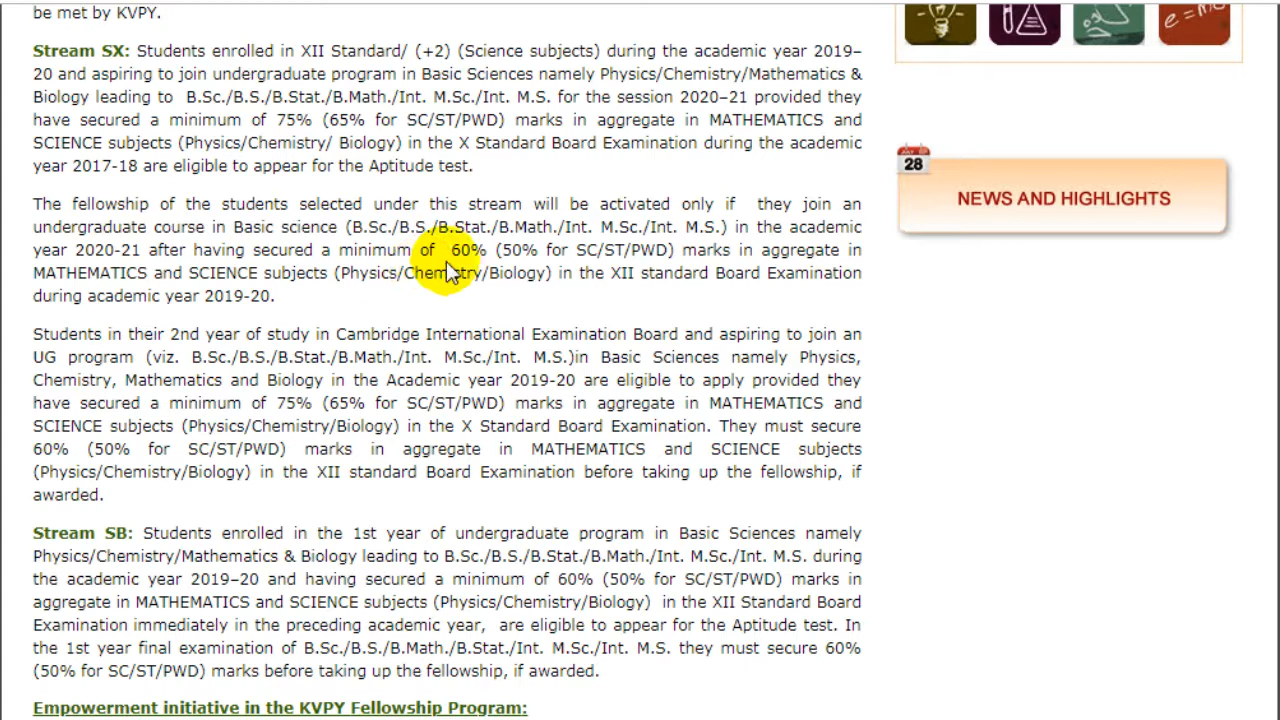 be met by KVPY.
Stream SX: Students enrolled in XII Standard/ (+2) (Science subjects) during the academic year 2019–
20 and aspiring to join undergraduate program in Basic Sciences namely Physics/Chemistry/Mathematics &
Biology leading to B.Sc./B.S./B.Stat./B.Math./Int. M.Sc./Int. M.S. for the session 2020–21 provided they
have secured a minimum of 75% (65% for SC/ST/PWD) marks in aggregate in MATHEMATICS and
SCIENCE subjects (Physics/Chemistry/ Biology) in the X Standard Board Examination during the academic
year 2017-18 are eligible to appear for the Aptitude test.
The fellowship of the students selected under this stream will be activated only if they join an
undergraduate course in Basic science (B.Sc./B.S./B.Stat./B.Math./Int. M.Sc./Int. M.S.) in the academic
year 2020-21 after having secured a minimum of 60% (50% for SC/ST/PWD) marks in aggregate in
MATHEMATICS and SCIENCE subjects (Physics/Chemistry/Biology) in the XII standard Board Examination
during academic year 2019-20.
Students in their 2nd year of study in Cambridge International Examination Board and aspiring to join an
UG program (viz. B.Sc./B.S./B.Stat./B.Math./Int. M.Sc./Int. M.S.)in Basic Sciences namely Physics,
Chemistry, Mathematics and Biology in the Academic year 2019-20 are eligible to apply provided they
have secured a minimum of 75% (65% for SC/ST/PWD) marks in aggregate in MATHEMATICS and
SCIENCE subjects (Physics/Chemistry/Biology) in the X Standard Board Examination. They must secure
60% (50% for SC/ST/PWD) marks in aggregate in MATHEMATICS and SCIENCE subjects
(Physics/Chemistry/Biology) in the XII standard Board Examination before taking up the fellowship, if
awarded.
Stream SB: Students enrolled in the 1st year of undergraduate program in Basic Sciences namely
Physics/Chemistry/Mathematics & Biology leading to B.Sc./B.S./B.Stat./B.Math./Int. M.Sc./Int. M.S. during
the academic year 2019–20 and having secured a minimum of 60% (50% for SC/ST/PWD) marks in
aggregate in MATHEMATICS and SCIENCE subjects (Physics/Chemistry/Biology) in the XII Standard Board
Examination immediately in the preceding academic year, are eligible to appear for the Aptitude test. In
the 1st year final examination of B.Sc./B.S./B.Math./B.Stat./Int. M.Sc./Int. M.S. they must secure 60%
(50% for SC/ST/PWD) marks before taking up the fellowship, if awarded.
Empowerment initiative in the KVPY Fellowship Program:
28
NEWS AND HIGHLIGHTS